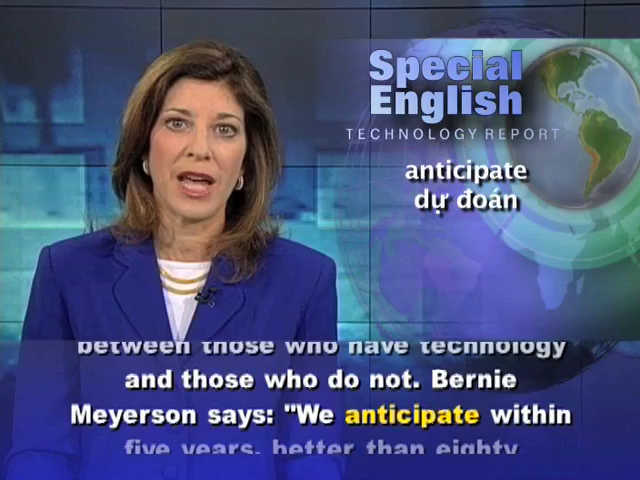 Special
English
TECHNOLOGY REPORT
anticipate
dự đoán
between those who have technology
and those who do not. Bernie
Meyerson says: "We anticipate within
five years, better than eighty